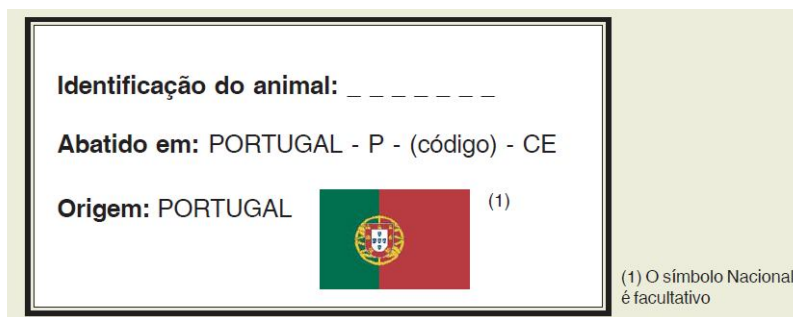 Identificação do animal: _ _ _ _ _ _ _
Abatido em: PORTUGAL - P - (código) - CE
Origem: PORTUGAL (1)
(1) O símbolo Nacional
é facultativo